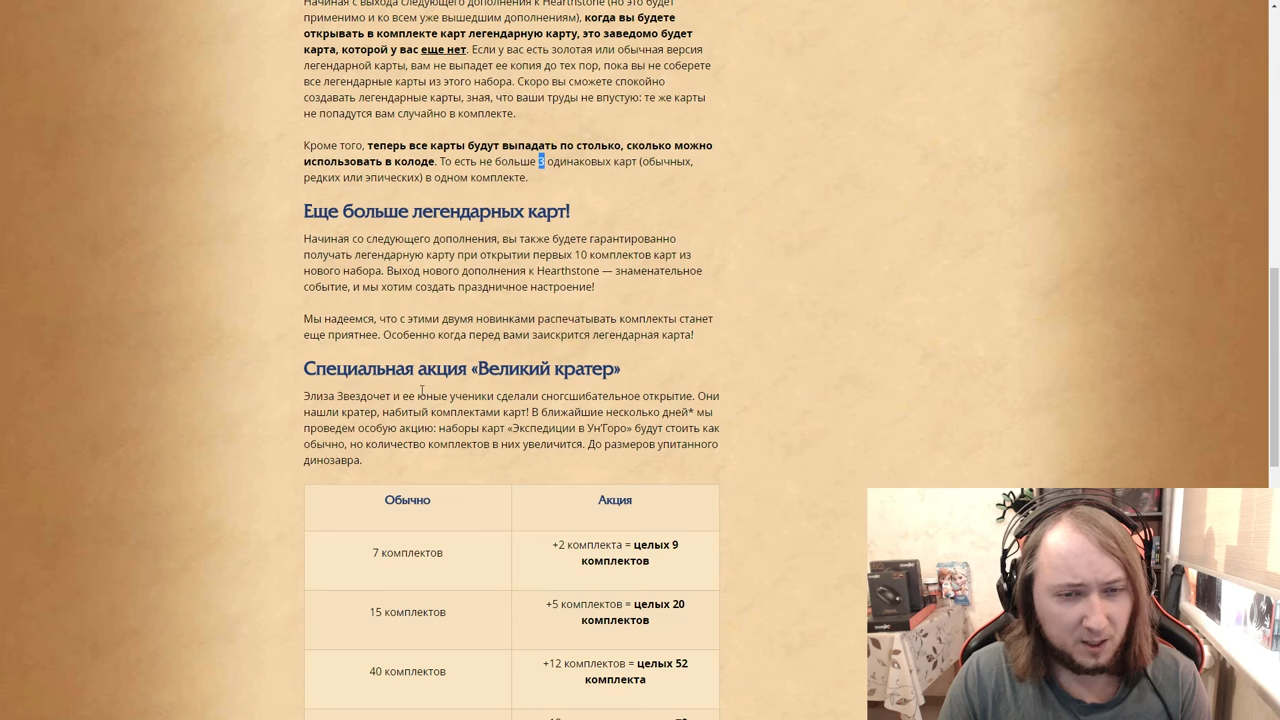 Начиная с выхода следующего дополнения к Hearthstone (но это будет
применимо и ко всем уже вышедшим дополнениям), когда вы будете
открывать в комплекте карт легендарную карту, это заведомо будет
карта, которой у вас еще нет. Если у вас есть золотая или обычная версия
легендарной карты, вам не выпадет ее копия до тех пор, пока вы не соберете
все легендарные карты из этого набора. Скоро вы сможете спокойно
создавать легендарные карты, зная, что ваши труды не впустую: те же карты
не попадутся вам случайно в комплекте.
Кроме того, теперь все карты будут выпадать по столько, сколько можно
использовать в колоде. То есть не больше 3 одинаковых карт (обычных,
редких или эпических) в одном комплекте.
Еще больше легендарных карт!
Начиная со следующего дополнения, вы также будете гарантированно
получать легендарную карту при открытии первых 10 комплектов карт из
нового набора. Выход нового дополнения к Hearthstone — знаменательное
событие, и мы хотим создать праздничное настроение!
Мы надеемся, что с этими двумя новинками распечатывать комплекты станет
еще приятнее. Особенно когда перед вами заискрится легендарная карта!
Специальная акция «Великий кратер»
Элиза Звездочет и ее юные ученики сделали сногсшибательное открытие. Они
нашли кратер, набитый комплектами карт! В ближайшие несколько дней* мы
проведем особую акцию: наборы карт «Экспедиции в Ун'Горо» будут стоить как
обычно, но количество комплектов в них увеличится. До размеров упитанного
динозавра.
Обычно Акция
7 комплектов +2 комплекта = целых 9
комплектов
15 комплектов +5 комплектов = целых 20
комплектов
40 комплектов +12 комплектов = целых 52
комплекта